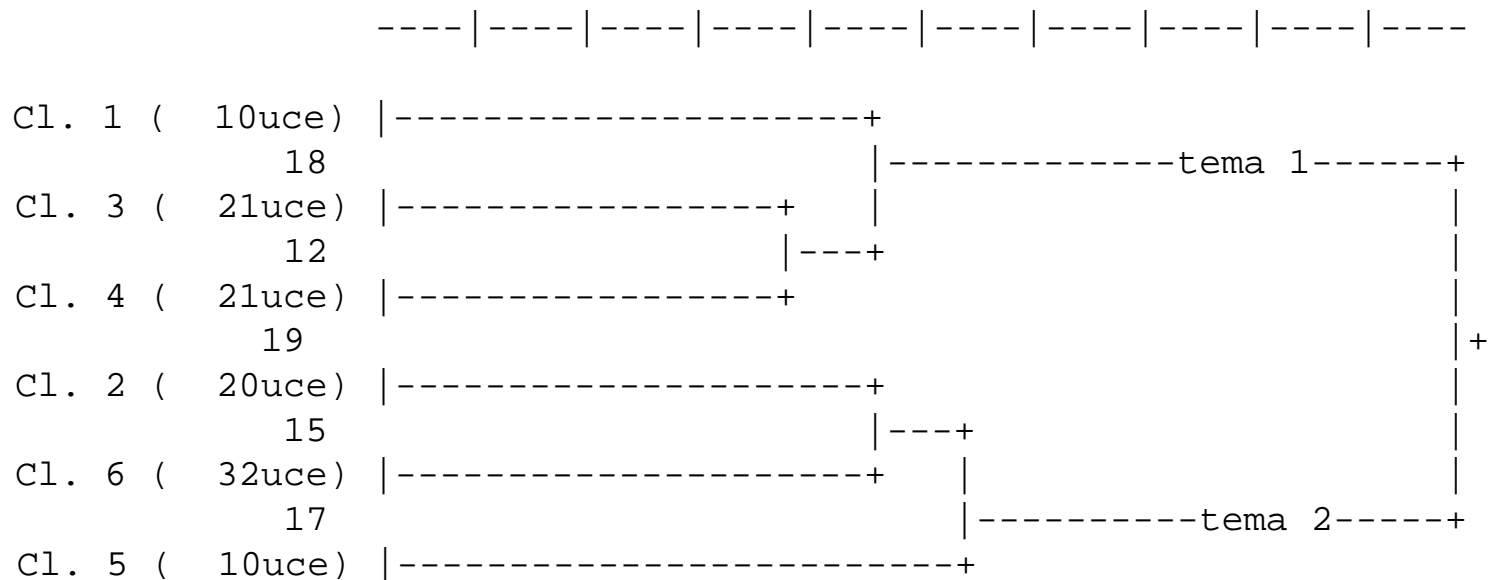 ----|----|----|----|----|----|----|----|----|----
Cl. 1 (  10uce) |---------------------+
18                         |-------------tema 1------+
Cl. 3 (  21uce) |-----------------+   |                          |
12                     |---+                          |
Cl. 4 (  21uce) |-----------------+                              |
19                                                    |+
Cl. 2 (  20uce) |---------------------+                          |
15                         |---+                      |
Cl. 6 (  32uce) |---------------------+   |                      |
17                             |----------tema 2-----+
Cl. 5 (  10uce) |-------------------------+